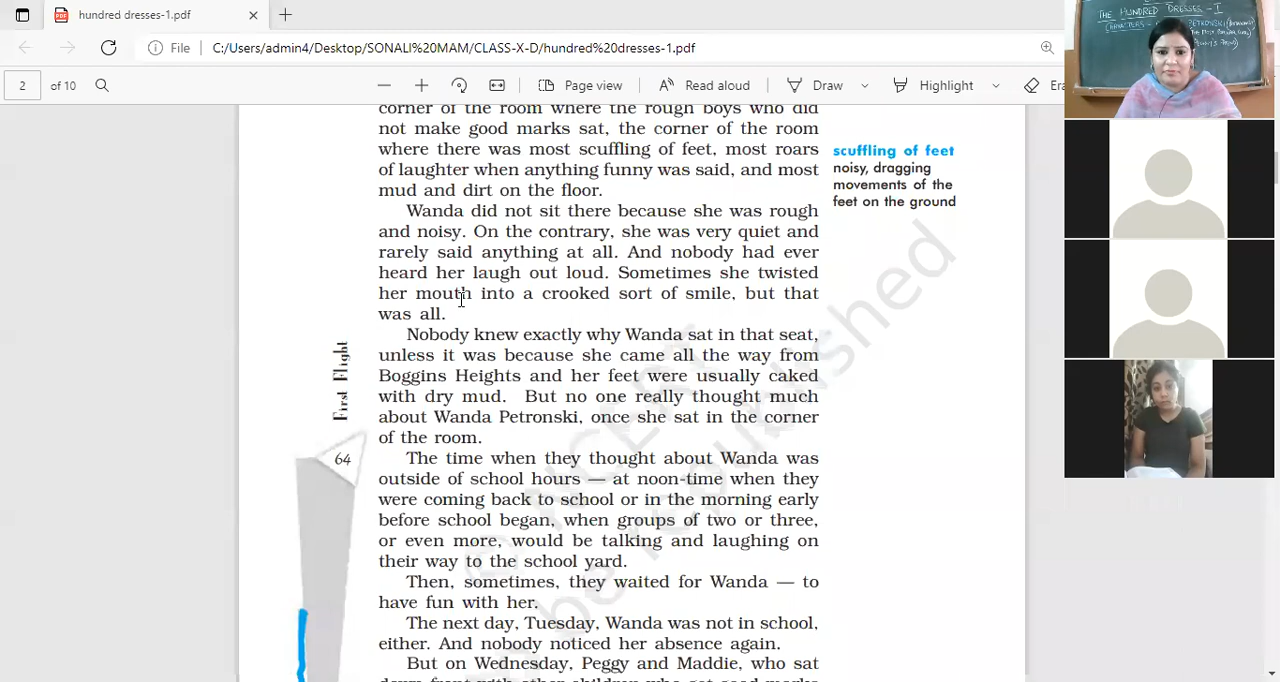 hundred dresses-1.pdf
File
C:/Users/admin4/Desktop/SONALI%20MAM/CLASS-X-D/hundred%20dresses-1.pdf
2 of 10
Page view
Read aloud
Draw
Highlight
corner of the room where the rough boys who did
not make good marks sat, the corner of the room
where there was most scuffling of feet, most roars
of laughter when anything funny was said, and most
mud and dirt on the floor.
scuffling of feet
noisy, dragging
movements of the
feet on the ground
Wanda did not sit there because she was rough
and noisy. On the contrary, she was very quiet and
rarely said anything at all. And nobody had ever
heard her laugh out loud. Sometimes she twisted
her mouth into a crooked sort of smile, but that
was all.
Nobody knew exactly why Wanda sat in that seat,
unless it was because she came all the way from
Boggins Heights and her feet were usually caked
with dry mud. But no one really thought much
about Wanda Petronski, once she sat in the corner
of the room.
First Flight
64
The time when they thought about Wanda was
outside of school hours — at noon-time when they
were coming back to school or in the morning early
before school began, when groups of two or three,
or even more, would be talking and laughing on
their way to the school yard.
Then, sometimes, they waited for Wanda — to
have fun with her.
The next day, Tuesday, Wanda was not in school,
either. And nobody noticed her absence again.
But on Wednesday, Peggy and Maddie, who sat
down front with other children who got good marks
© NCERT
be republished
THE HUNDRED DRESSES - I